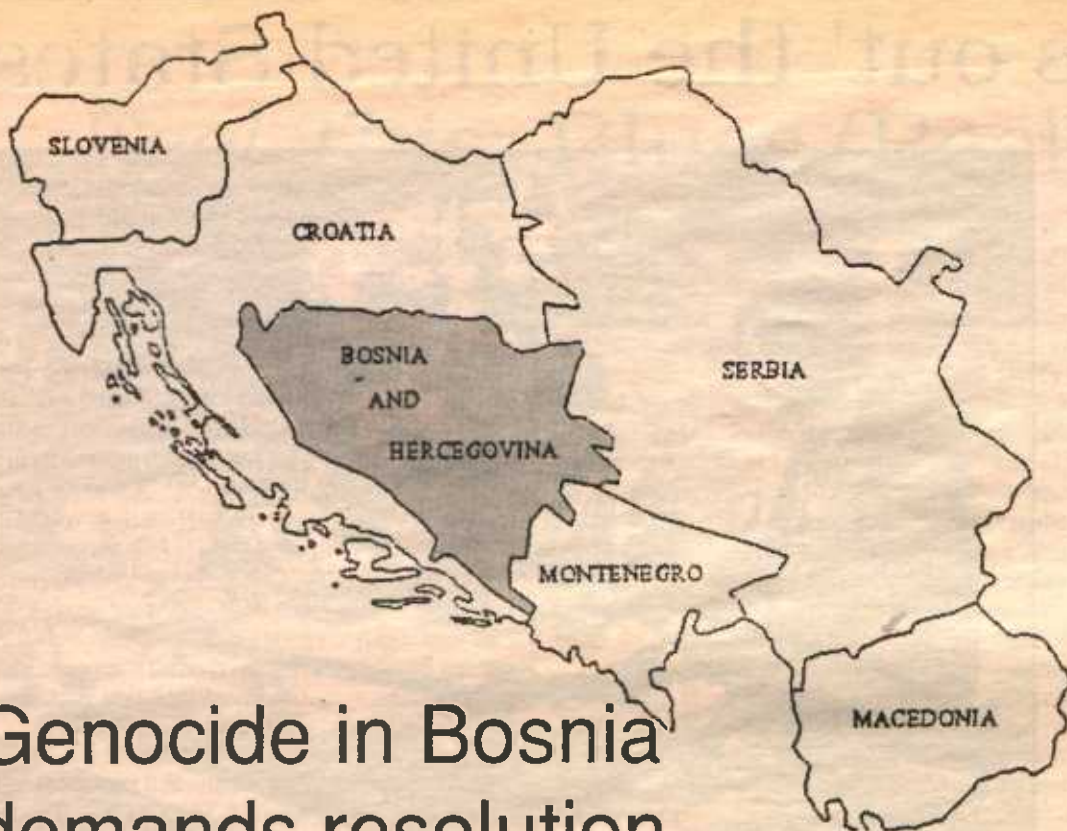 SLOVENIA
CROATIA
BOSNIA
AND
HERCEGOVINA
SERBIA
MONTENEGRO
MACEDONIA
Genocide in Bosnia
demands resolution